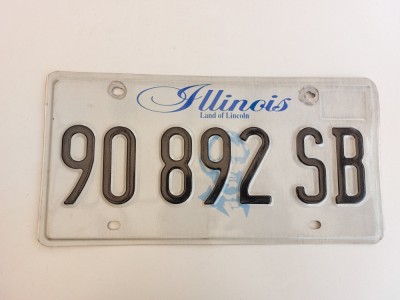 Illinois
Land of Lincoln
90 892 SB